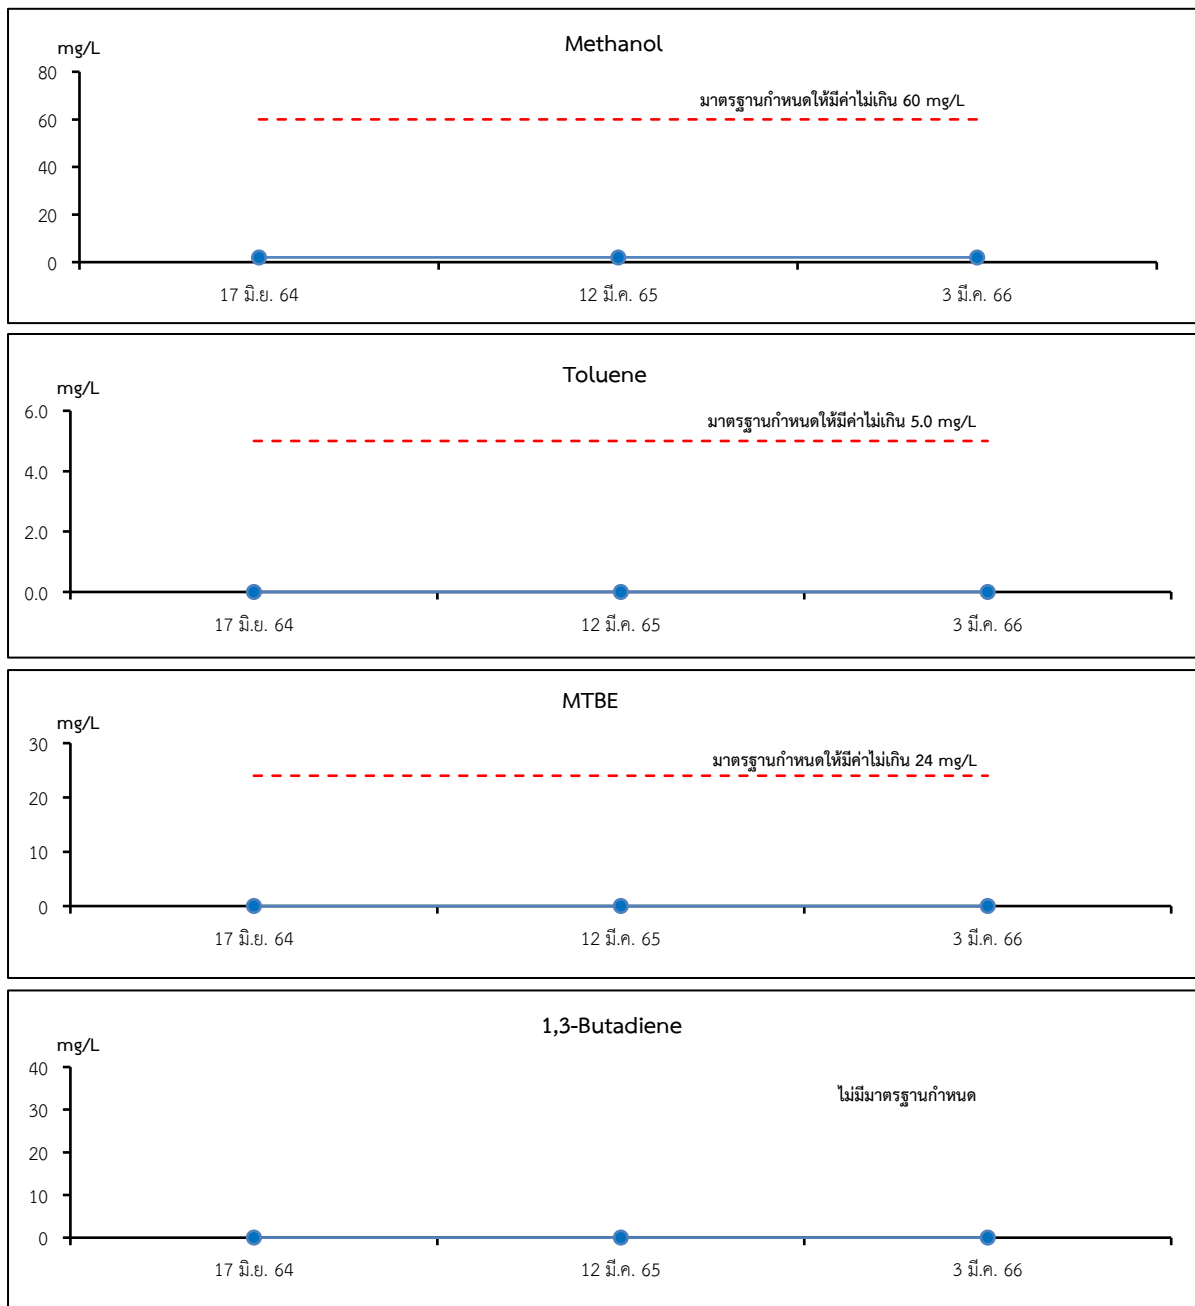 Methanol
mg/L
80
มาตรฐานกำหนดให้มีค่าไม่เกิน 60 mg/L
60
40
20
0
17 มิ.ย. 64 12 มี.ค. 65 3 มี.ค. 66
Toluene
mg/L
6.0
มาตรฐานกำหนดให้มีค่าไม่เกิน 5.0 mg/L
4.0
2.0
0.0
17 มิ.ย. 64 12 มี.ค. 65 3 มี.ค. 66
MTBE
mg/L
30
มาตรฐานกำหนดให้มีค่าไม่เกิน 24 mg/L
20
10
0
17 มิ.ย. 64 12 มี.ค. 65 3 มี.ค. 66
1,3-Butadiene
mg/L
40
ไม่มีมาตรฐานกำหนด
30
20
10
0
17 มิ.ย. 64 12 มี.ค. 65 3 มี.ค. 66